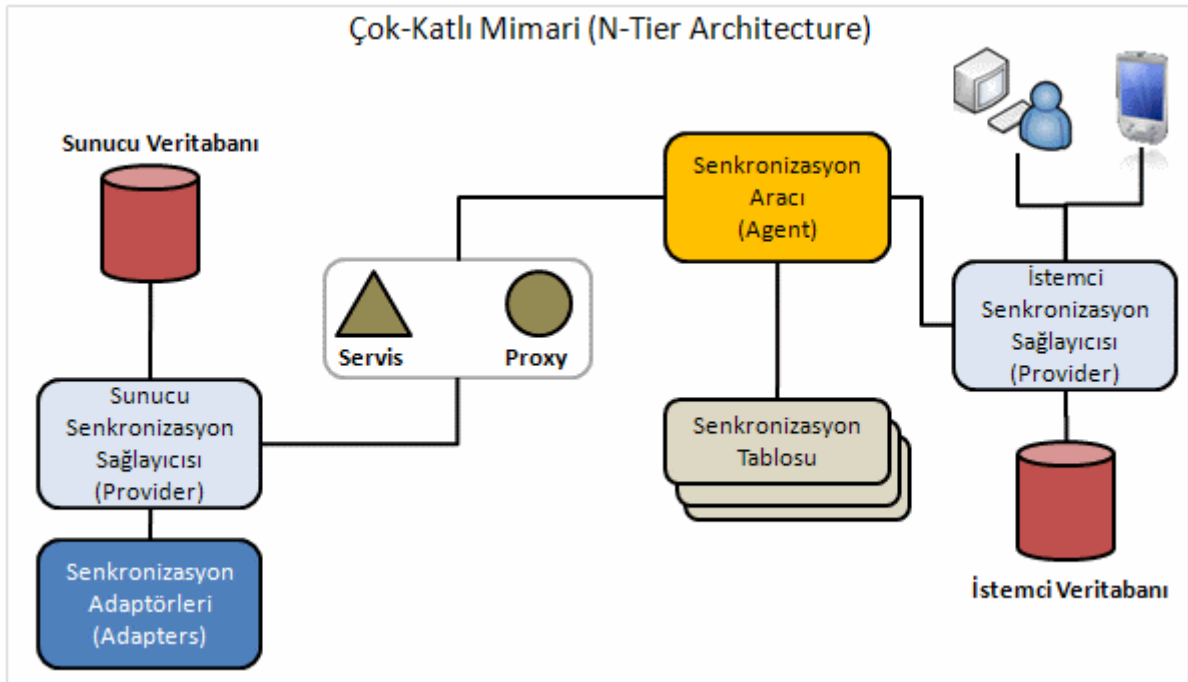 Çok-Katlı Mimari (N-Tier Architecture)
Sunucu Veritabanı
Senkronizasyon
Aracı
(Agent)
Servis
Proxy
İstemci
Senkronizasyon
Sağlayıcısı
(Provider)
Sunucu
Senkronizasyon
Sağlayıcısı
(Provider)
Senkronizasyon
Tablosu
Senkronizasyon
Adaptörleri
(Adapters)
İstemci Veritabanı